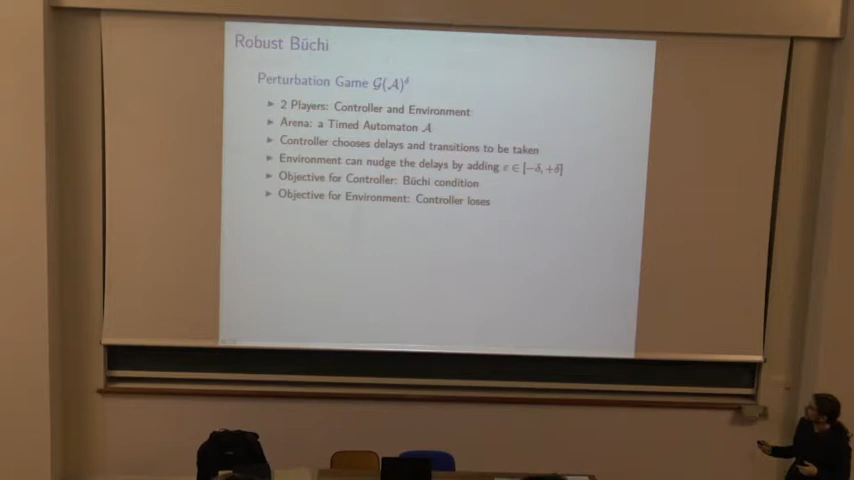 Robust Büchi
Perturbation Game 𝒢(𝒜)^δ
▸ 2 Players: Controller and Environment
▸ Arena: a Timed Automaton 𝒜
▸ Controller chooses delays and transitions to be taken
▸ Environment can nudge the delays by adding ε ∈ [−δ, +δ]
▸ Objective for Controller: Büchi condition
▸ Objective for Environment: Controller loses